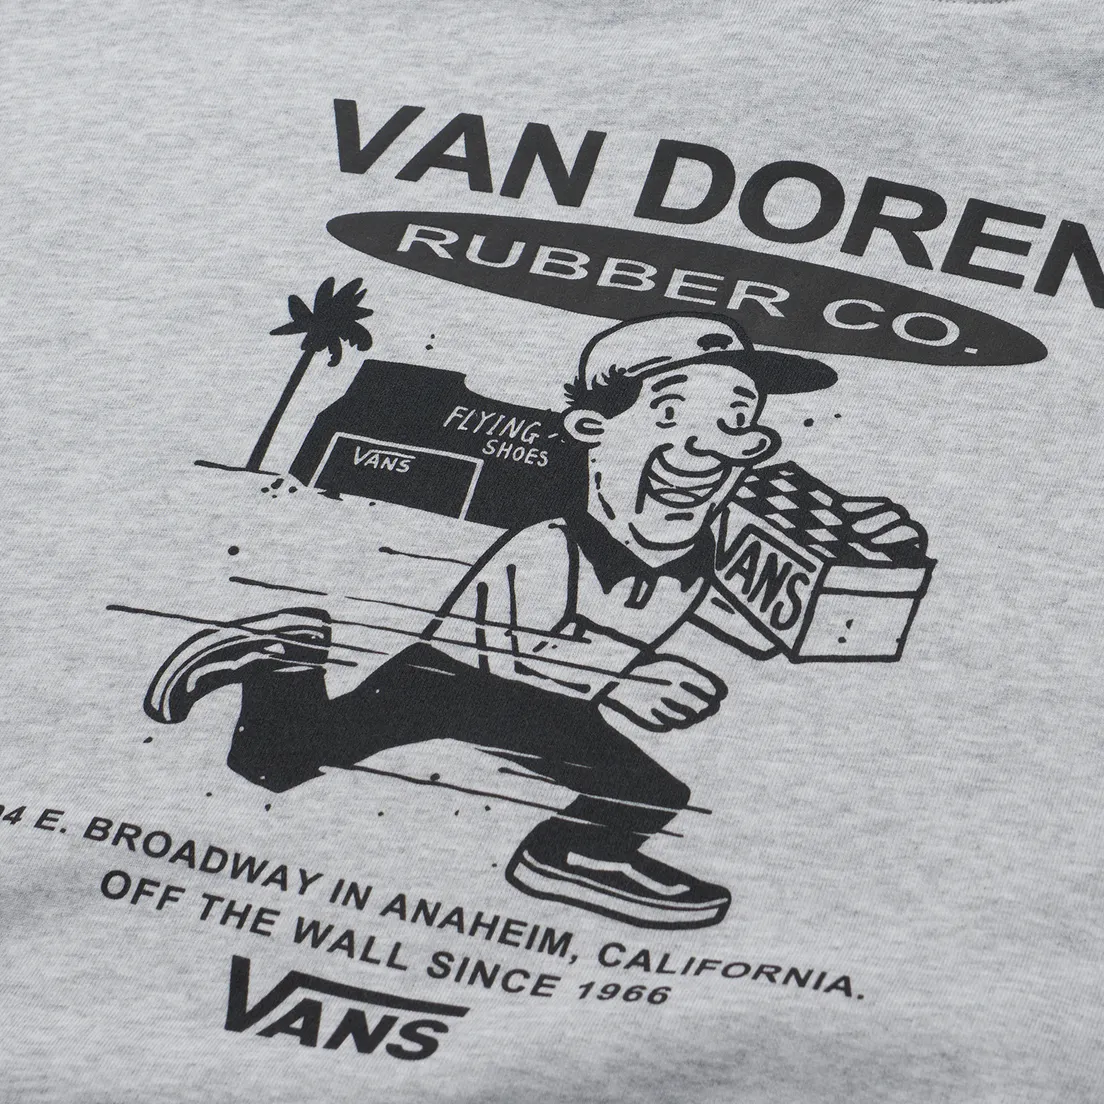 VAN DOREN
RUBBER CO.
FLYING
SHOES
VANS
VANS
E. BROADWAY IN ANAHEIM, CALIFORNIA.
OFF THE WALL SINCE 1966
VANS